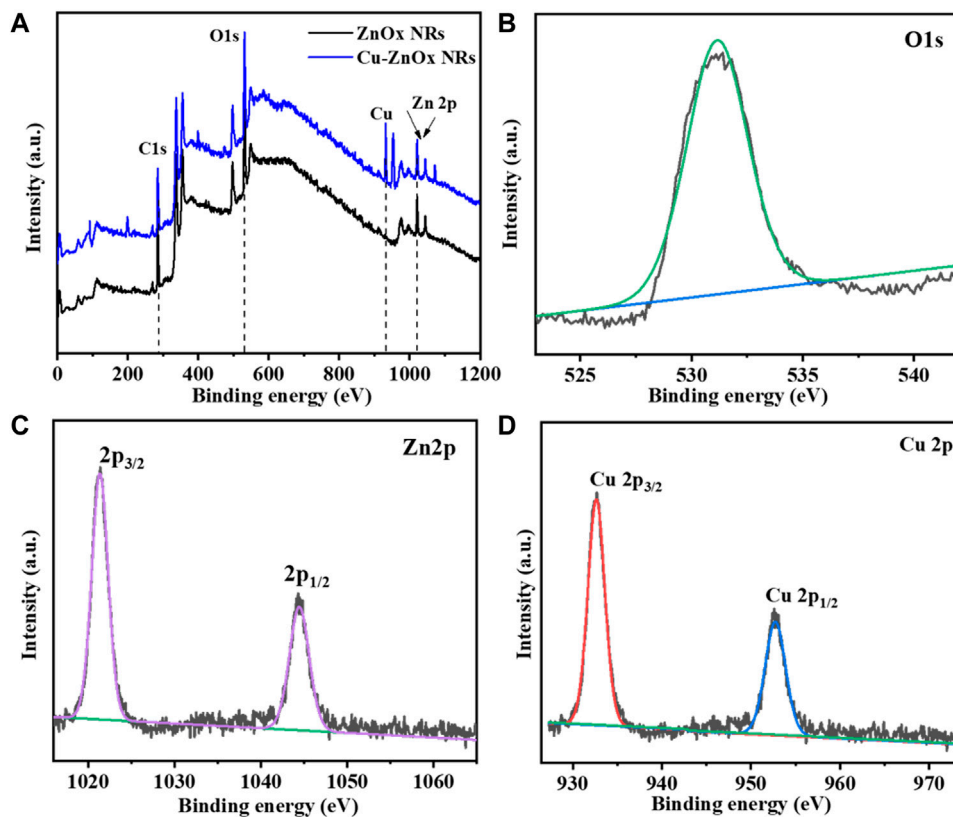 A
O1s
ZnOx NRs
Cu-ZnOx NRs
Cu
Zn 2p
C1s
Intensity (a.u.)
0 200 400 600 800 1000 1200
Binding energy (eV)
B
O1s
Intensity (a.u.)
525 530 535 540
Binding energy (eV)
C
Zn2p
2p3/2
2p1/2
Intensity (a.u.)
1020 1030 1040 1050 1060
Binding energy (eV)
D
Cu 2p
Cu 2p3/2
Cu 2p1/2
Intensity (a.u.)
930 940 950 960 970
Binding energy (eV)